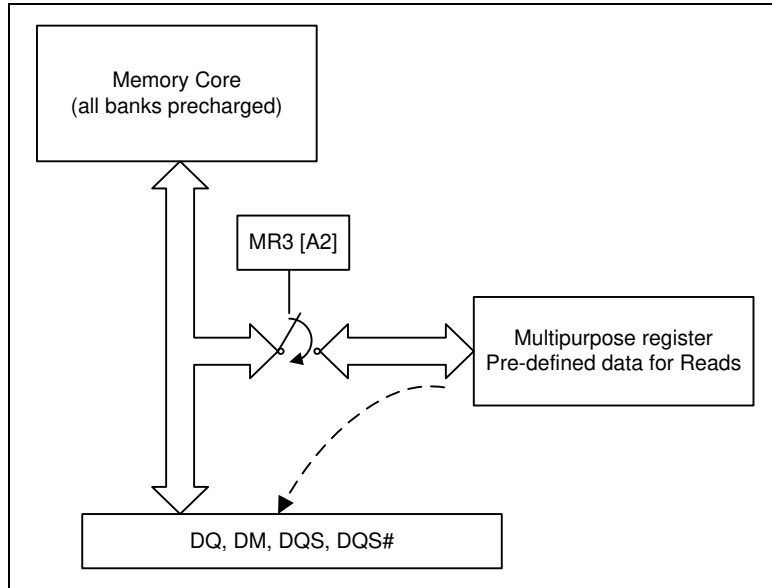 Memory Core
(all banks precharged)
MR3 [A2]
Multipurpose register
Pre-defined data for Reads
DQ, DM, DQS, DQS#